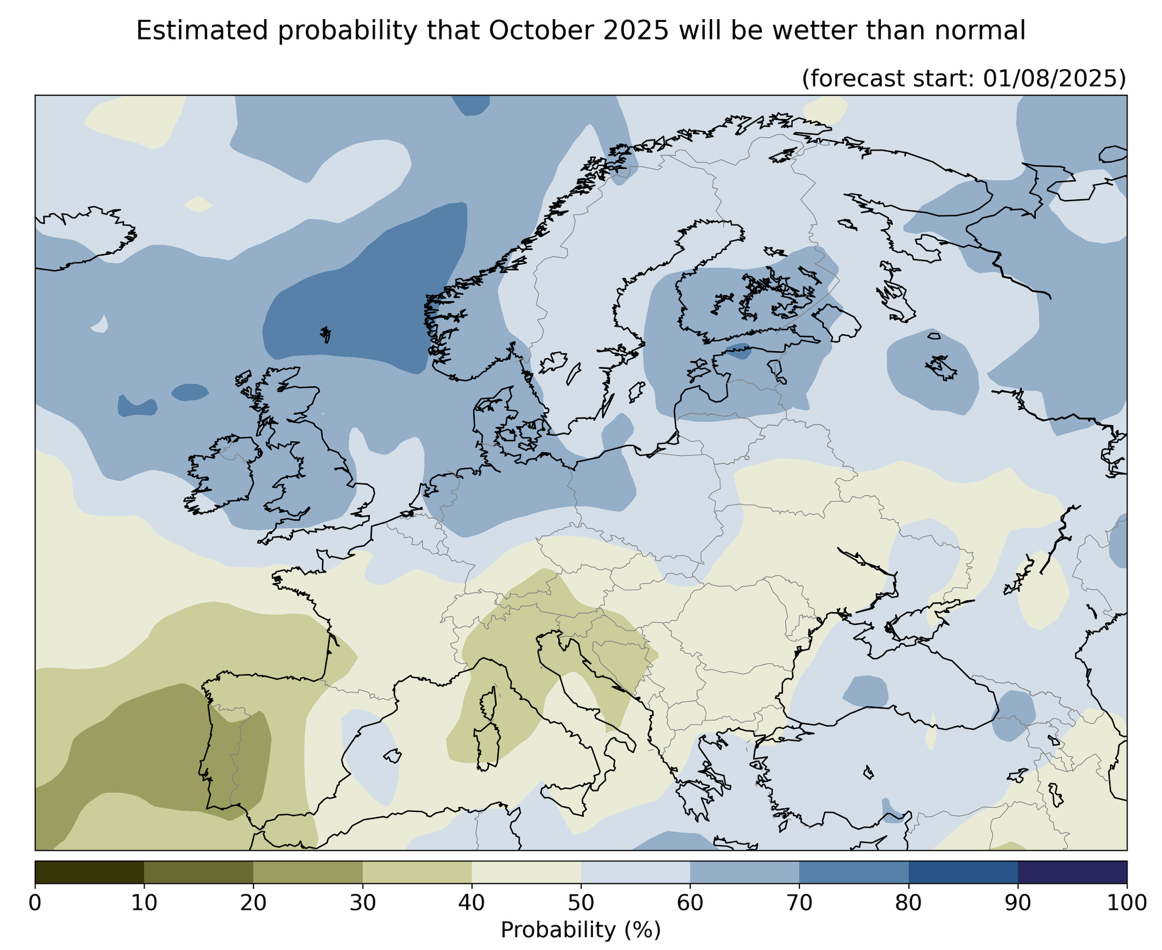 Estimated probability that October 2025 will be wetter than normal
(forecast start: 01/08/2025)
0 10 20 30 40 50 60 70 80 90 100
Probability (%)